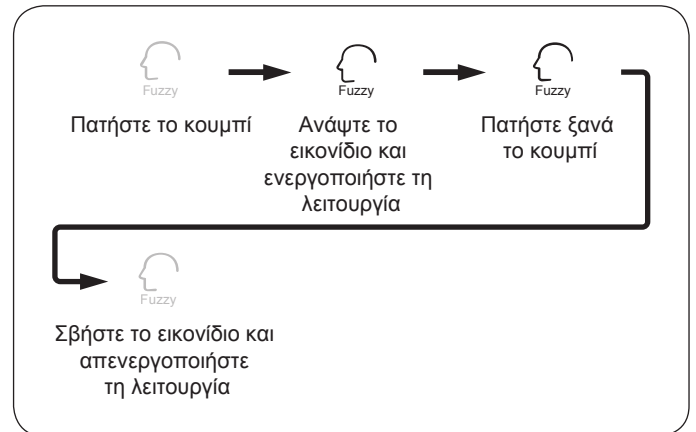 Fuzzy
Πατήστε το κουμπί
Fuzzy
Ανάψτε το
εικονίδιο και
ενεργοποιήστε τη
λειτουργία
Fuzzy
Πατήστε ξανά
το κουμπί
Fuzzy
Σβήστε το εικονίδιο και
απενεργοποιήστε
τη λειτουργία